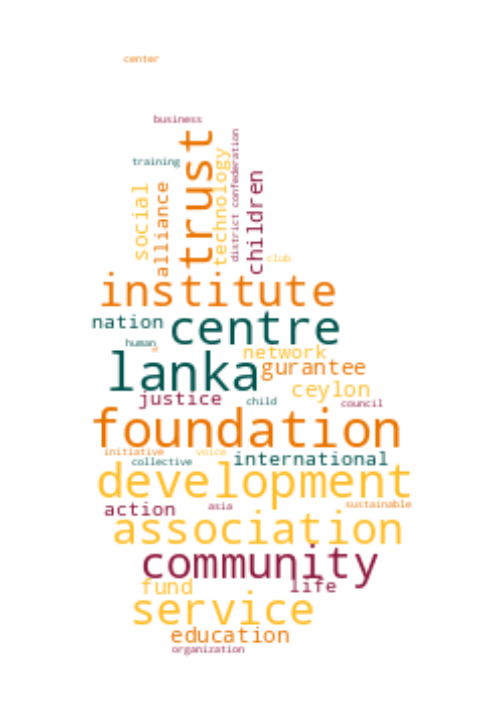 center
business
trust
training
technology
district
confederation
children
social
alliance
club
institute
centre
nation
human
network
lanka
gurantee
ceylon
justice
child
council
foundation
initiative
voice
collective
international
development
action
asia
sustainable
association
community
fund
life
service
education
organization